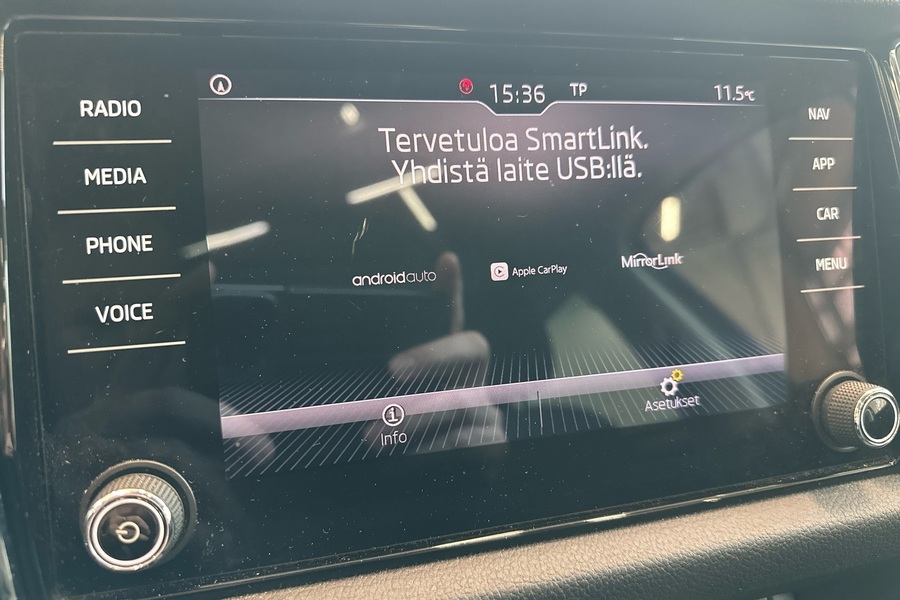 RADIO
MEDIA
PHONE
VOICE
15:36 TP 11.5°C
Tervetuloa SmartLink.
Yhdistä laite USB:llä.
androidauto
Apple CarPlay
MirrorLink
Info
Asetukset
NAV
APP
CAR
MENU